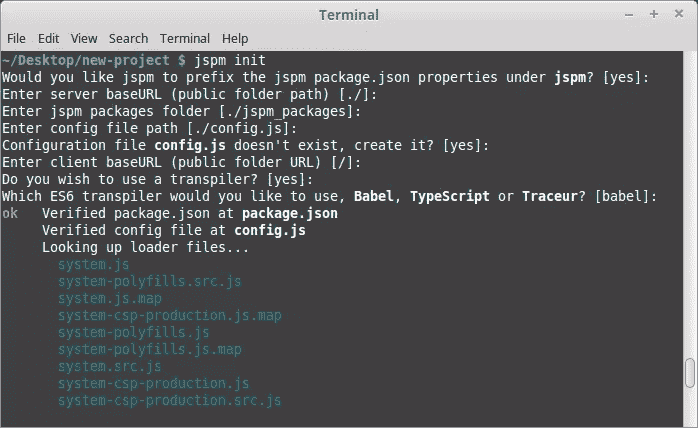 Terminal
File Edit View Search Terminal Help
~/Desktop/new-project $ jspm init
Would you like jspm to prefix the jspm package.json properties under jspm? [yes]:
Enter server baseURL (public folder path) [./]:
Enter jspm packages folder [./jspm_packages]:
Enter config file path [./config.js]:
Configuration file config.js doesn't exist, create it? [yes]:
Enter client baseURL (public folder URL) [/]:
Do you wish to use a transpiler? [yes]:
Which ES6 transpiler would you like to use, Babel, TypeScript or Traceur? [babel]:
ok   Verified package.json at package.json
     Verified config file at config.js
     Looking up loader files...
       system.js
       system-polyfills.src.js
       system.js.map
       system-csp-production.js.map
       system-polyfills.js
       system-polyfills.js.map
       system.src.js
       system-csp-production.js
       system-csp-production.src.js